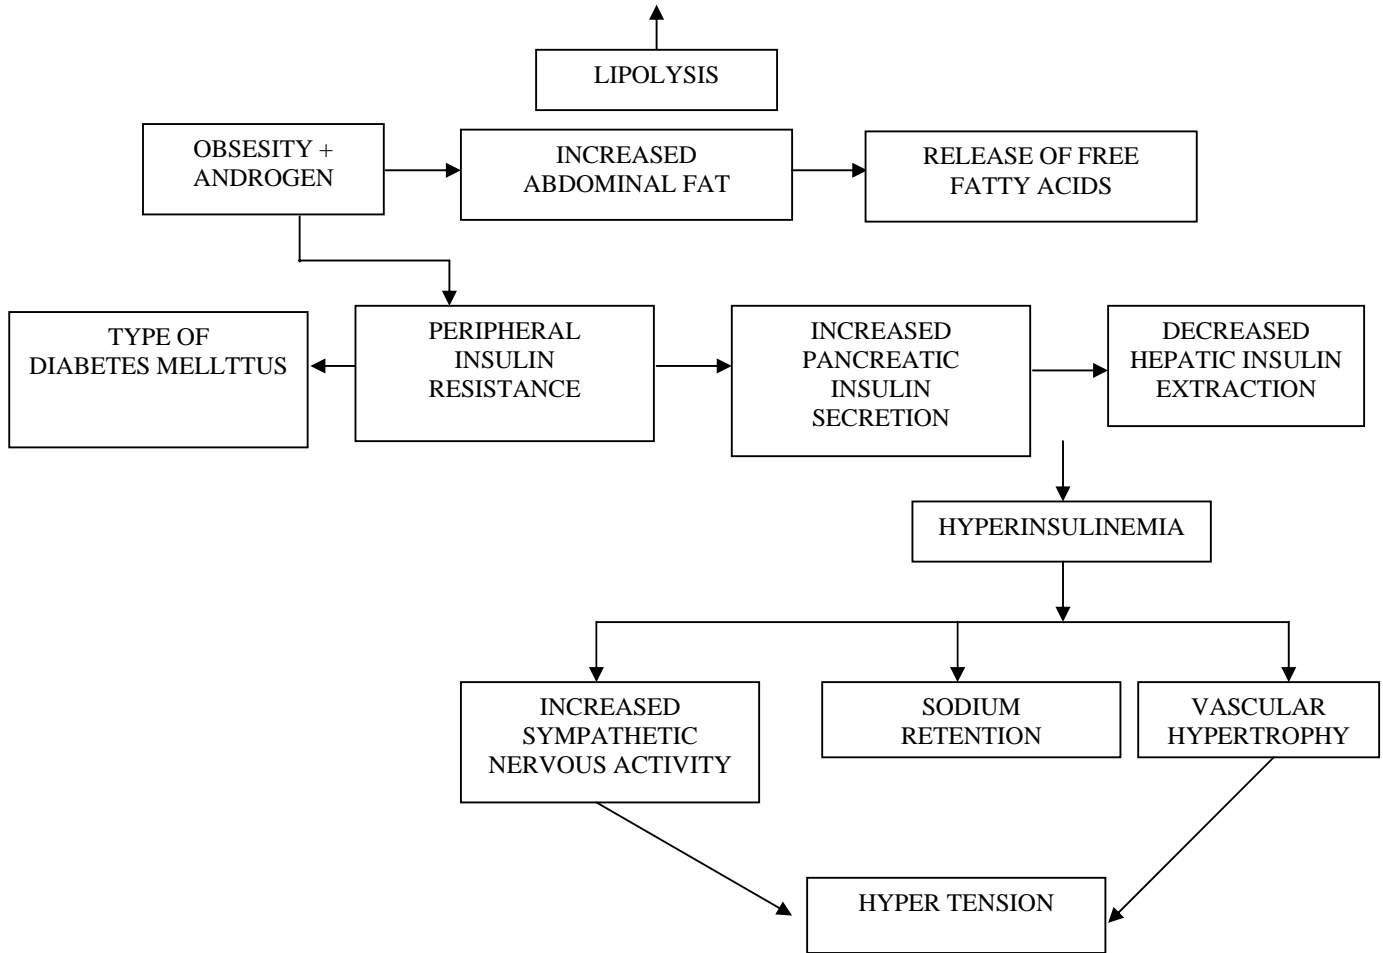 LIPOLYSIS
OBSESITY +
ANDROGEN
INCREASED
ABDOMINAL FAT
RELEASE OF FREE
FATTY ACIDS
TYPE OF
DIABETES MELLTTUS
PERIPHERAL
INSULIN
RESISTANCE
INCREASED
PANCREATIC
INSULIN
SECRETION
DECREASED
HEPATIC INSULIN
EXTRACTION
HYPERINSULINEMIA
INCREASED
SYMPATHETIC
NERVOUS ACTIVITY
SODIUM
RETENTION
VASCULAR
HYPERTROPHY
HYPER TENSION